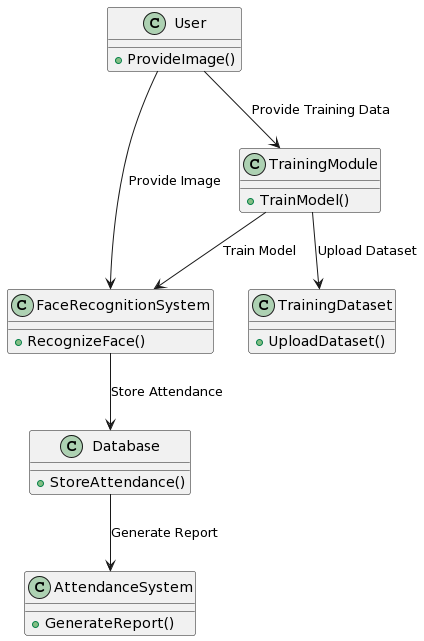 C User
ProvideImage()
Provide Training Data
C TrainingModule
TrainModel()
Provide Image
Train Model
Upload Dataset
C FaceRecognitionSystem
RecognizeFace()
C TrainingDataset
UploadDataset()
Store Attendance
C Database
StoreAttendance()
Generate Report
C AttendanceSystem
GenerateReport()